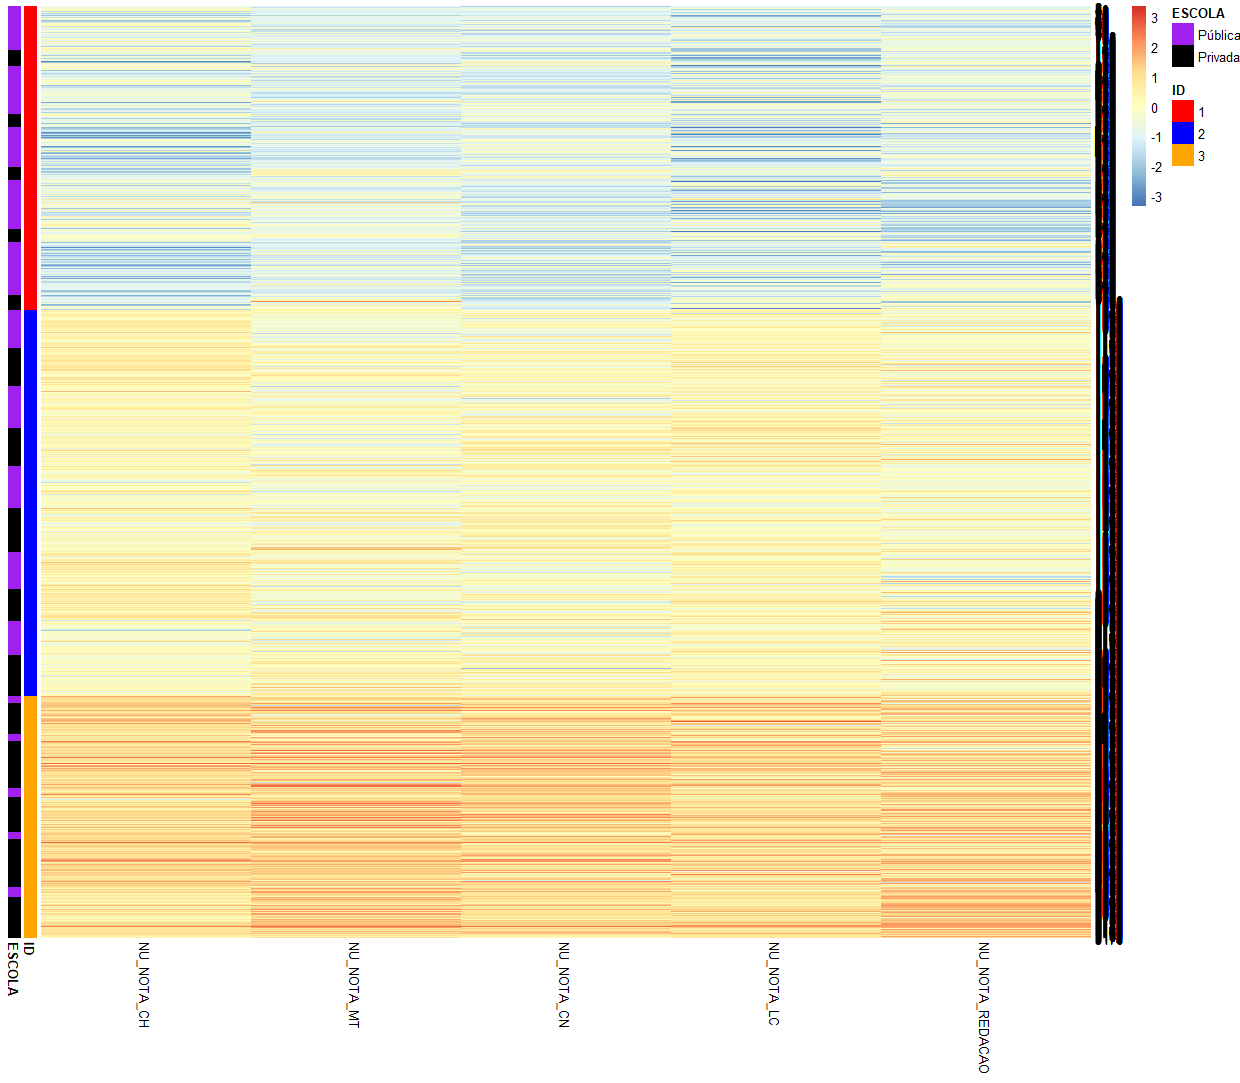 3
2
1
0
-1
-2
-3
ESCOLA
Pública
Privada
ID
1
2
3
ESCOLA
ID
NU_NOTA_CH
NU_NOTA_MT
NU_NOTA_CN
NU_NOTA_LC
NU_NOTA_REDACAO